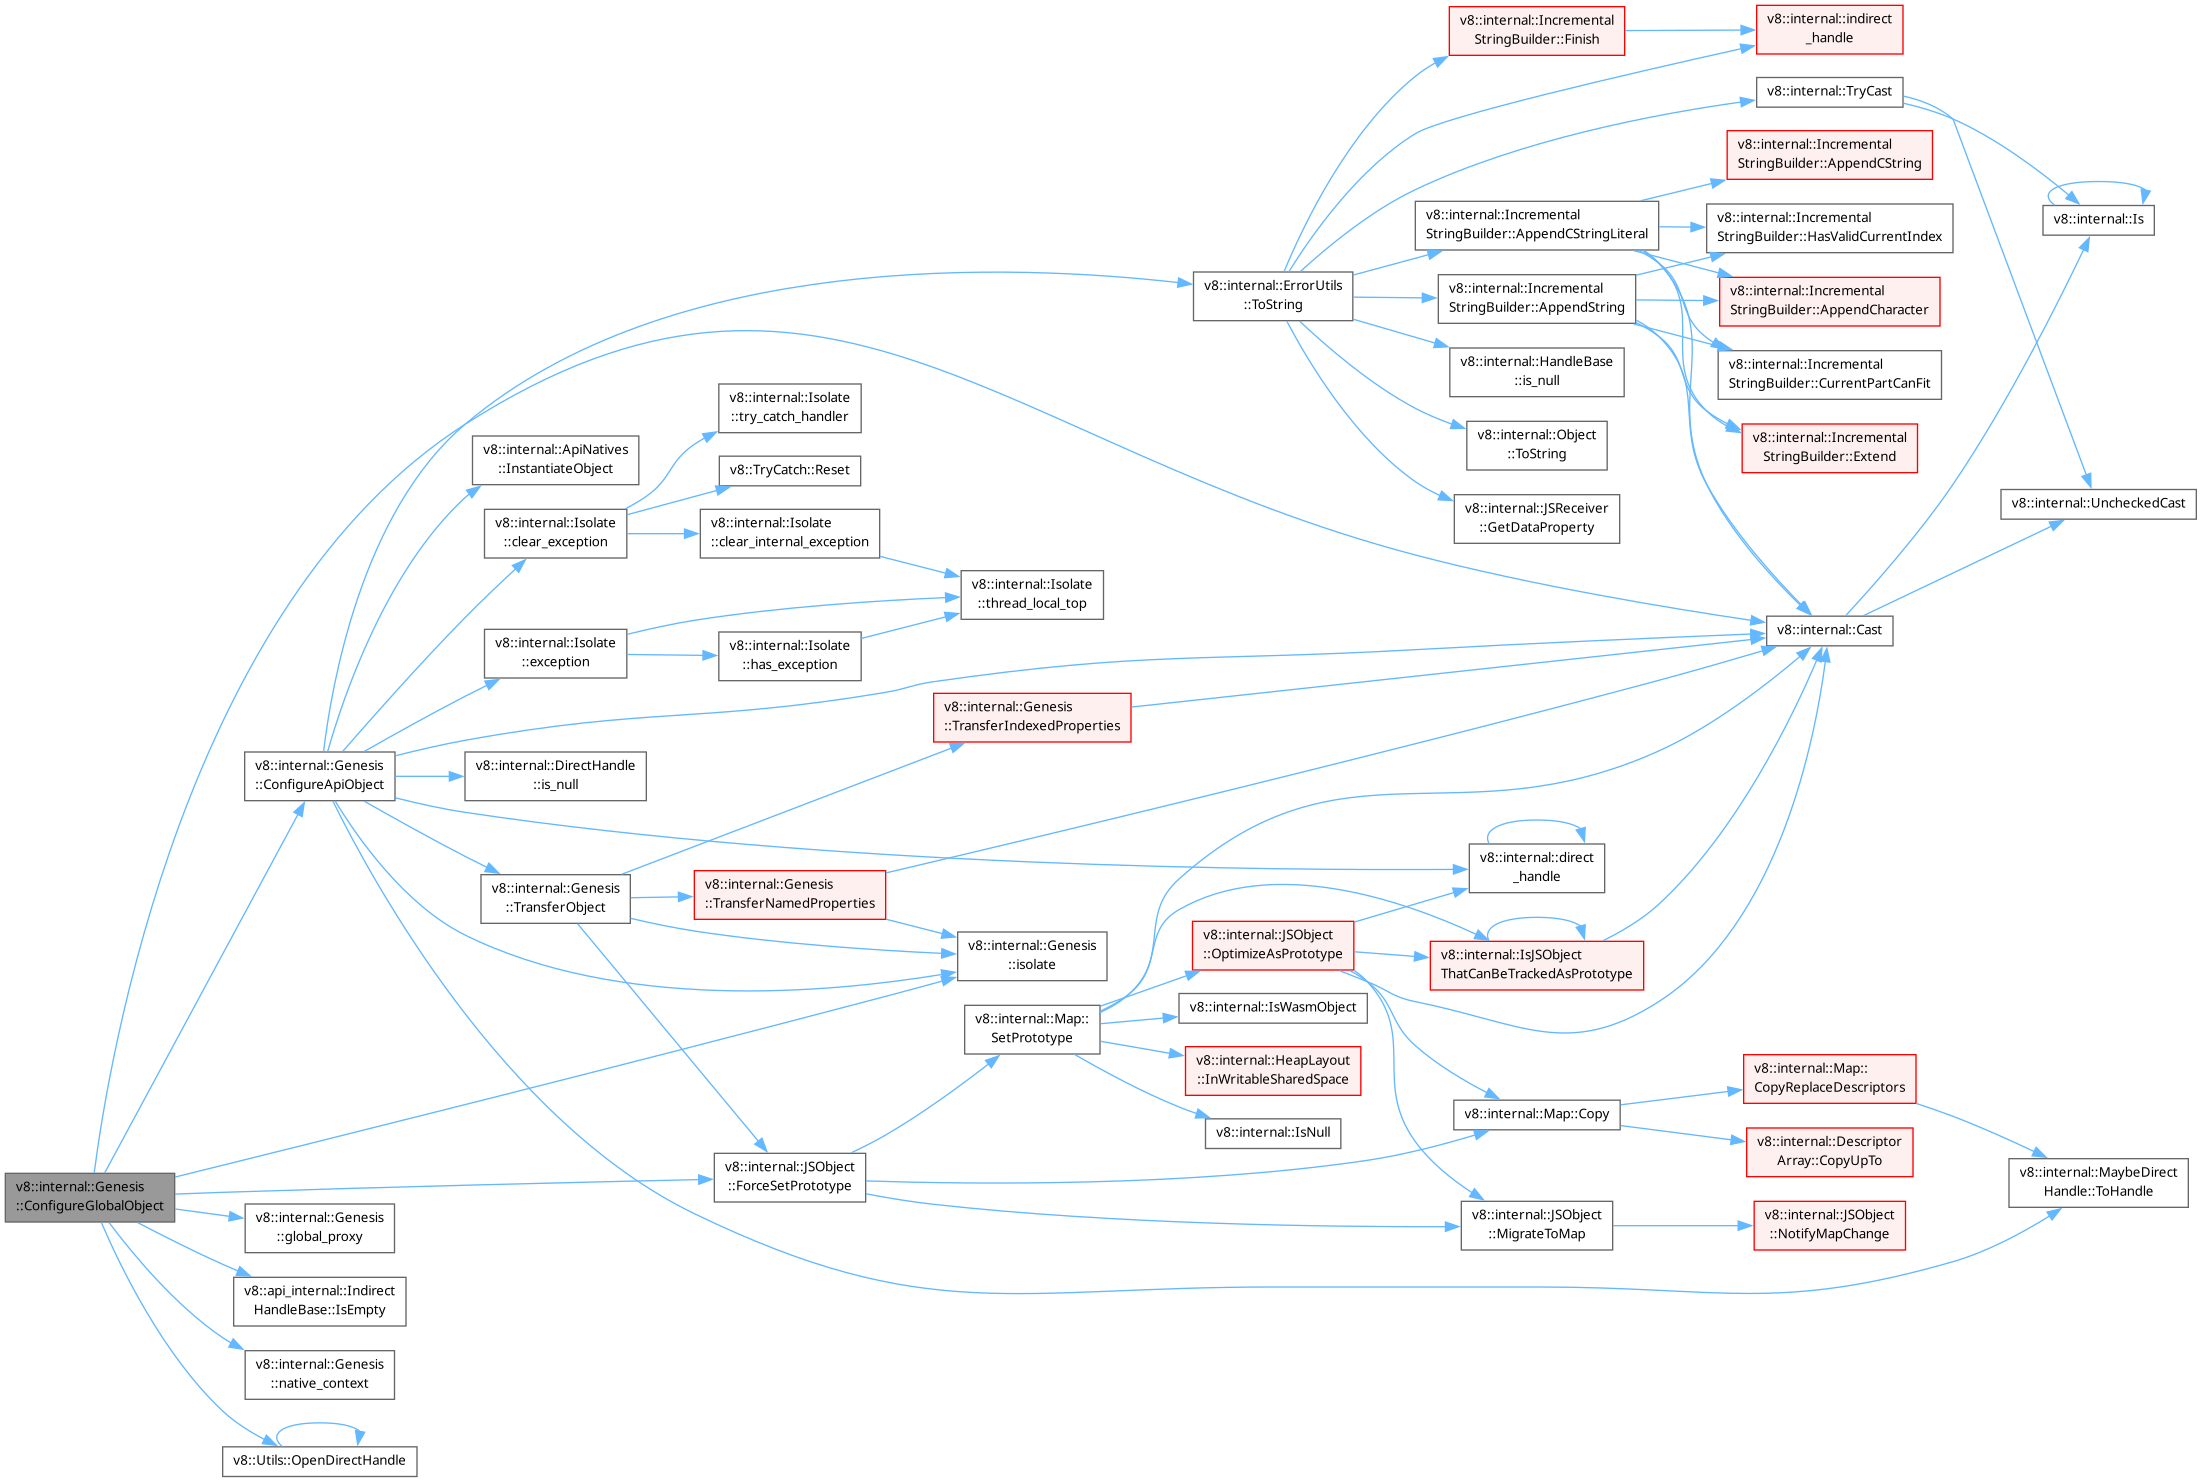 v8::internal::Genesis
::ConfigureGlobalObject
v8::internal::Genesis
::ConfigureApiObject
v8::internal::Genesis
::global_proxy
v8::api_internal::Indirect
HandleBase::IsEmpty
v8::internal::Genesis
::native_context
v8::Utils::OpenDirectHandle
v8::internal::ApiNatives
::InstantiateObject
v8::internal::Isolate
::clear_exception
v8::internal::Isolate
::exception
v8::internal::DirectHandle
::is_null
v8::internal::Genesis
::TransferObject
v8::internal::Isolate
::try_catch_handler
v8::TryCatch::Reset
v8::internal::Isolate
::clear_internal_exception
v8::internal::Isolate
::has_exception
v8::internal::Genesis
::TransferNamedProperties
v8::internal::JSObject
::ForceSetPrototype
v8::internal::Isolate
::thread_local_top
v8::internal::Genesis
::TransferIndexedProperties
v8::internal::Genesis
::isolate
v8::internal::Map::
SetPrototype
v8::internal::ErrorUtils
::ToString
v8::internal::JSObject
::OptimizeAsPrototype
v8::internal::IsWasmObject
v8::internal::HeapLayout
::InWritableSharedSpace
v8::internal::IsNull
v8::internal::Incremental
StringBuilder::Finish
v8::internal::Incremental
StringBuilder::AppendCStringLiteral
v8::internal::Incremental
StringBuilder::AppendString
v8::internal::HandleBase
::is_null
v8::internal::Object
::ToString
v8::internal::JSReceiver
::GetDataProperty
v8::internal::direct
_handle
v8::internal::IsJSObject
ThatCanBeTrackedAsPrototype
v8::internal::Map::Copy
v8::internal::JSObject
::MigrateToMap
v8::internal::indirect
_handle
v8::internal::TryCast
v8::internal::Incremental
StringBuilder::AppendCString
v8::internal::Incremental
StringBuilder::HasValidCurrentIndex
v8::internal::Incremental
StringBuilder::AppendCharacter
v8::internal::Incremental
StringBuilder::CurrentPartCanFit
v8::internal::Incremental
StringBuilder::Extend
v8::internal::Cast
v8::internal::Map::
CopyReplaceDescriptors
v8::internal::Descriptor
Array::CopyUpTo
v8::internal::JSObject
::NotifyMapChange
v8::internal::Is
v8::internal::UncheckedCast
v8::internal::MaybeDirect
Handle::ToHandle